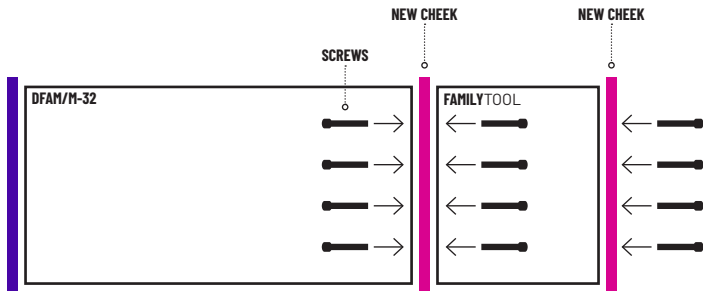 NEW CHEEK
NEW CHEEK
SCREWS
DFAM/M-32
FAMILYTOOL